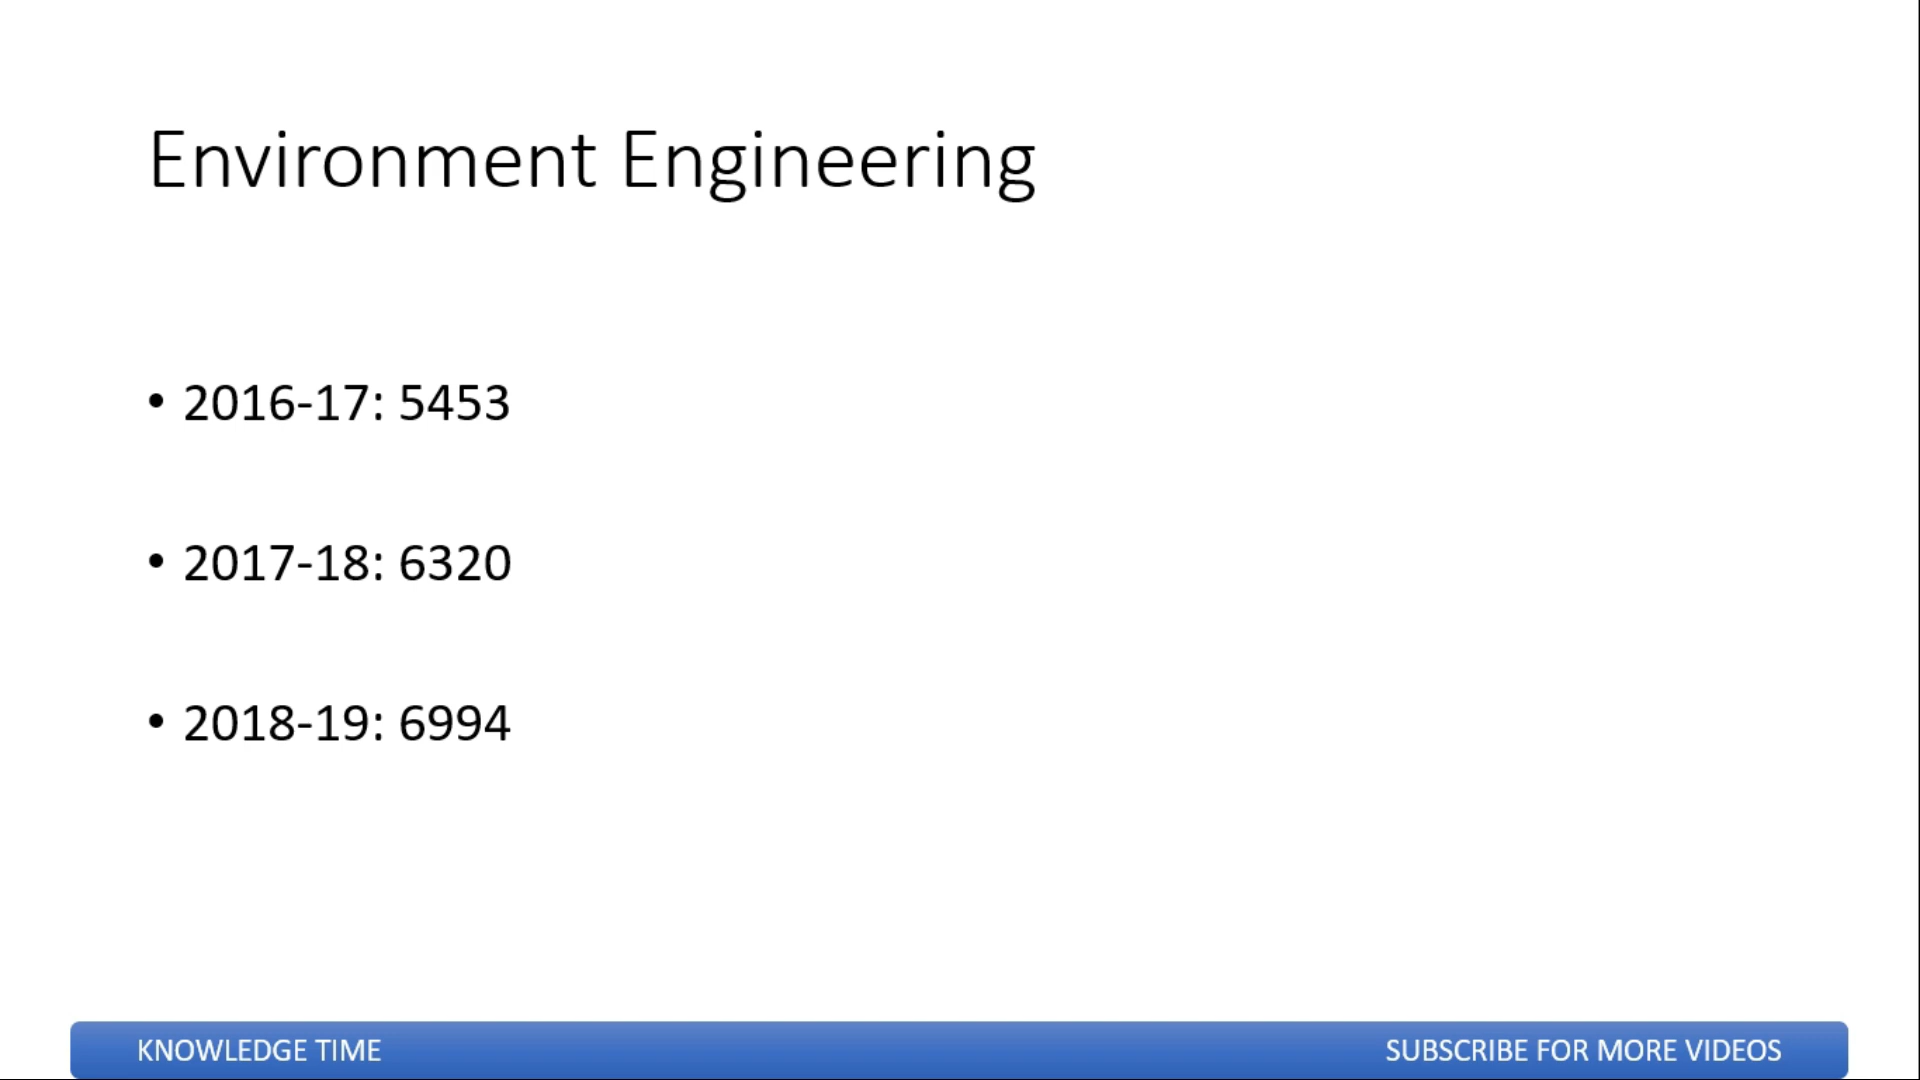 Environment Engineering
• 2016-17: 5453
• 2017-18: 6320
• 2018-19: 6994
KNOWLEDGE TIME
SUBSCRIBE FOR MORE VIDEOS